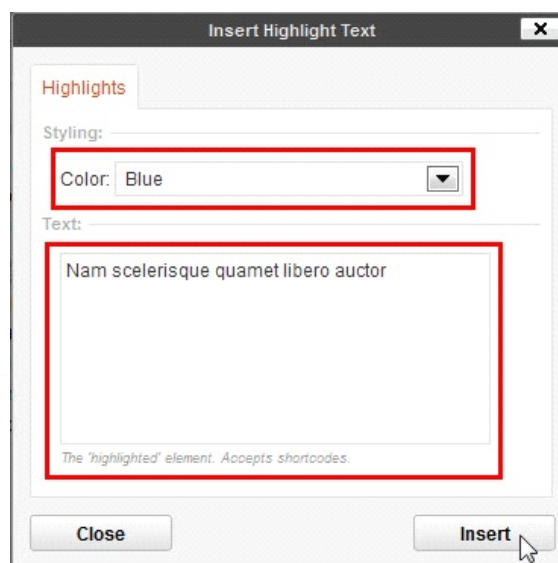 Insert Highlight Text
Highlights
Styling:
Color: Blue
Text:
Nam scelerisque quamet libero auctor
The 'highlighted' element. Accepts shortcodes.
Close Insert